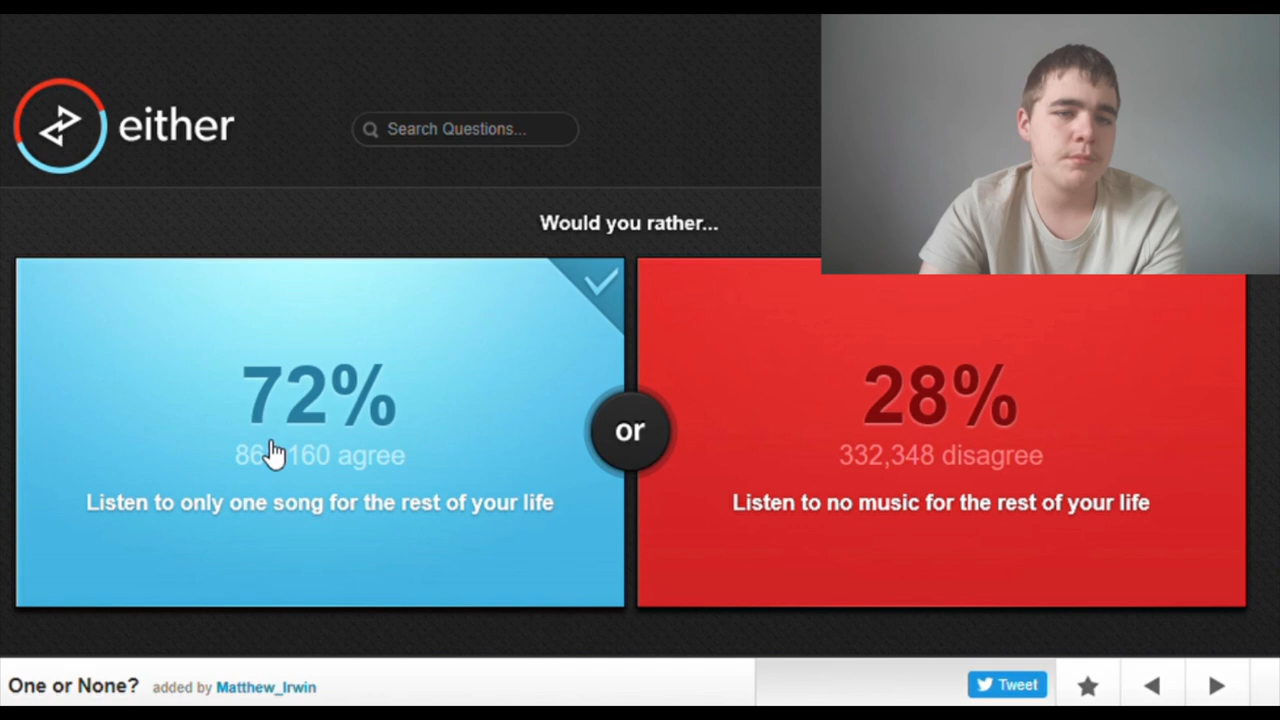 either
Search Questions...
Would you rather...
72%
160 agree
Listen to only one song for the rest of your life
or
28%
332,348 disagree
Listen to no music for the rest of your life
One or None? added by Matthew_Irwin
Tweet